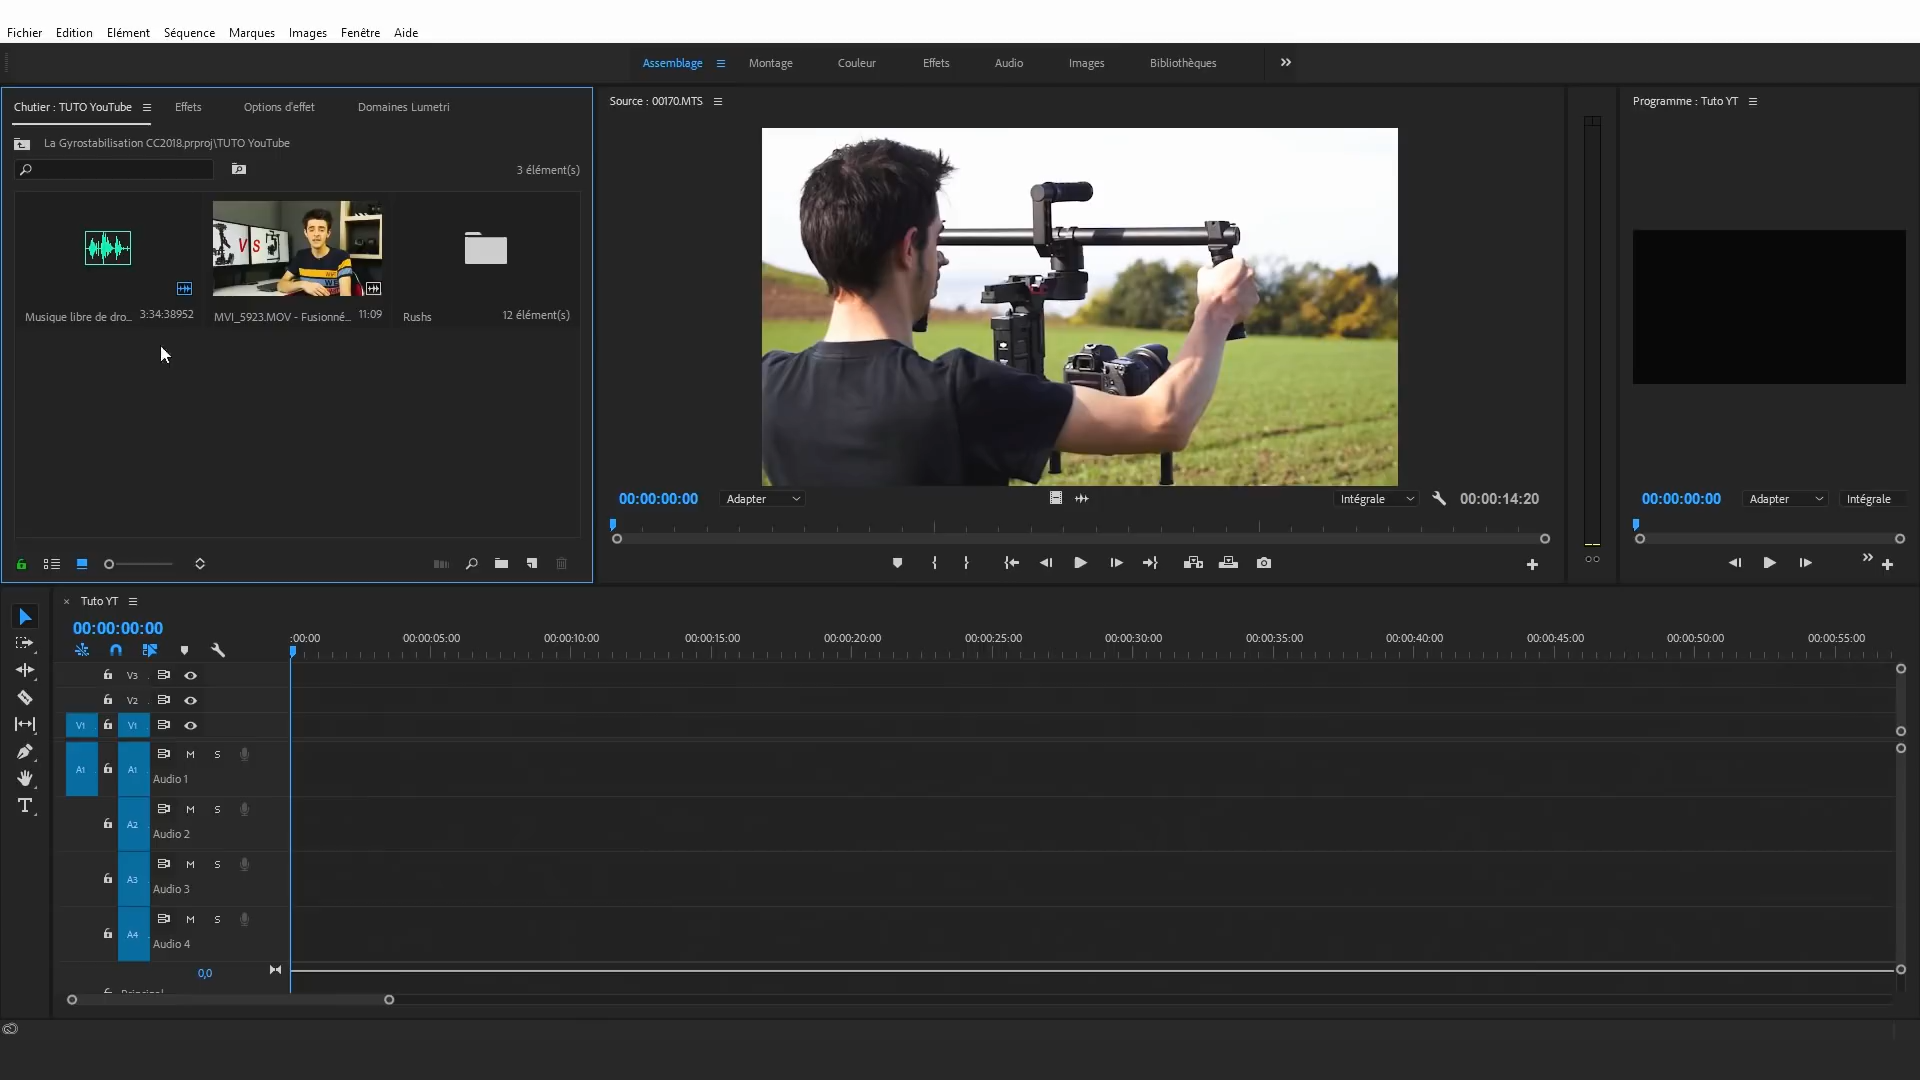 Fichier Edition Elément Séquence Marques Images Fenêtre Aide
Assemblage Montage Couleur Effets Audio Images Bibliothèques
Chutier : TUTO YouTube Effets Options d'effet Domaines Lumetri
La Gyrostabilisation CC2018.prproj\TUTO YouTube
3 élément(s)
VS
Musique libre de dro... 3:34:38952
MVI_5923.MOV - Fusionné... 11:09
Rushs 12 élément(s)
Source : 00170.MTS
00:00:00:00 Adapter Intégrale 00:00:14:20
Programme : Tuto YT
00:00:00:00 Adapter Intégrale
× Tuto YT
00:00:00:00
:00:00 00:00:05:00 00:00:10:00 00:00:15:00 00:00:20:00 00:00:25:00 00:00:30:00 00:00:35:00 00:00:40:00 00:00:45:00 00:00:50:00 00:00:55:00
V3
V2
V1 V1
A1 A1 M S
Audio 1
A2 M S
Audio 2
A3 M S
Audio 3
A4 M S
Audio 4
0,0
Principal